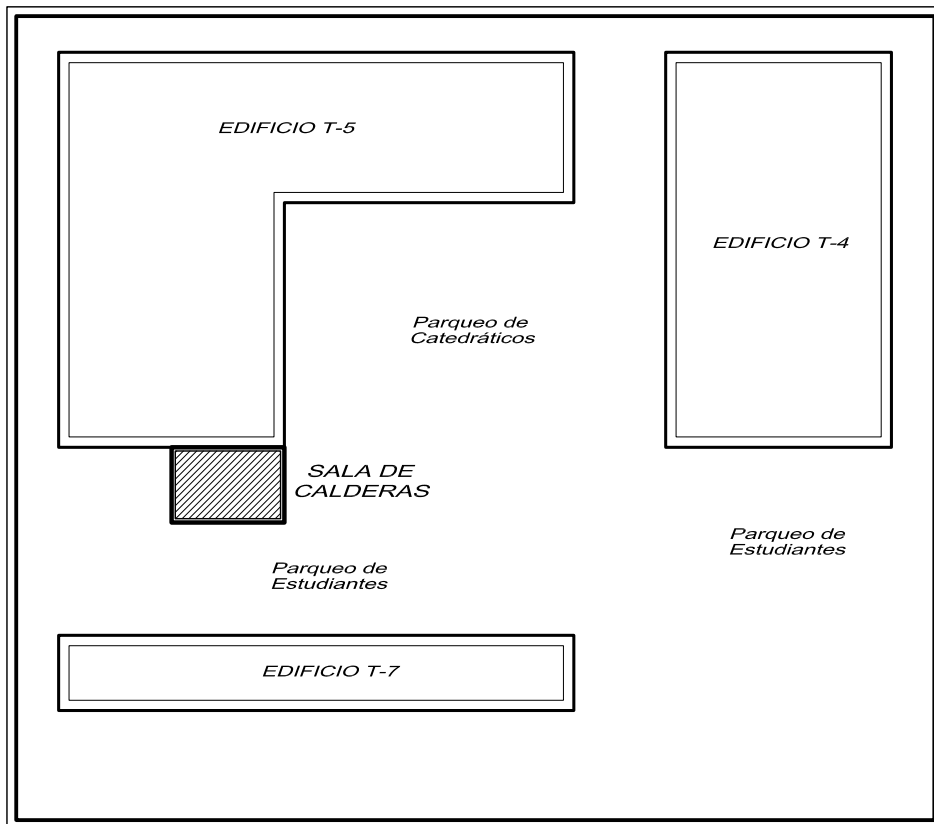 EDIFICIO T-5
EDIFICIO T-4
Parqueo de
Catedráticos
SALA DE
CALDERAS
Parqueo de
Estudiantes
Parqueo de
Estudiantes
EDIFICIO T-7